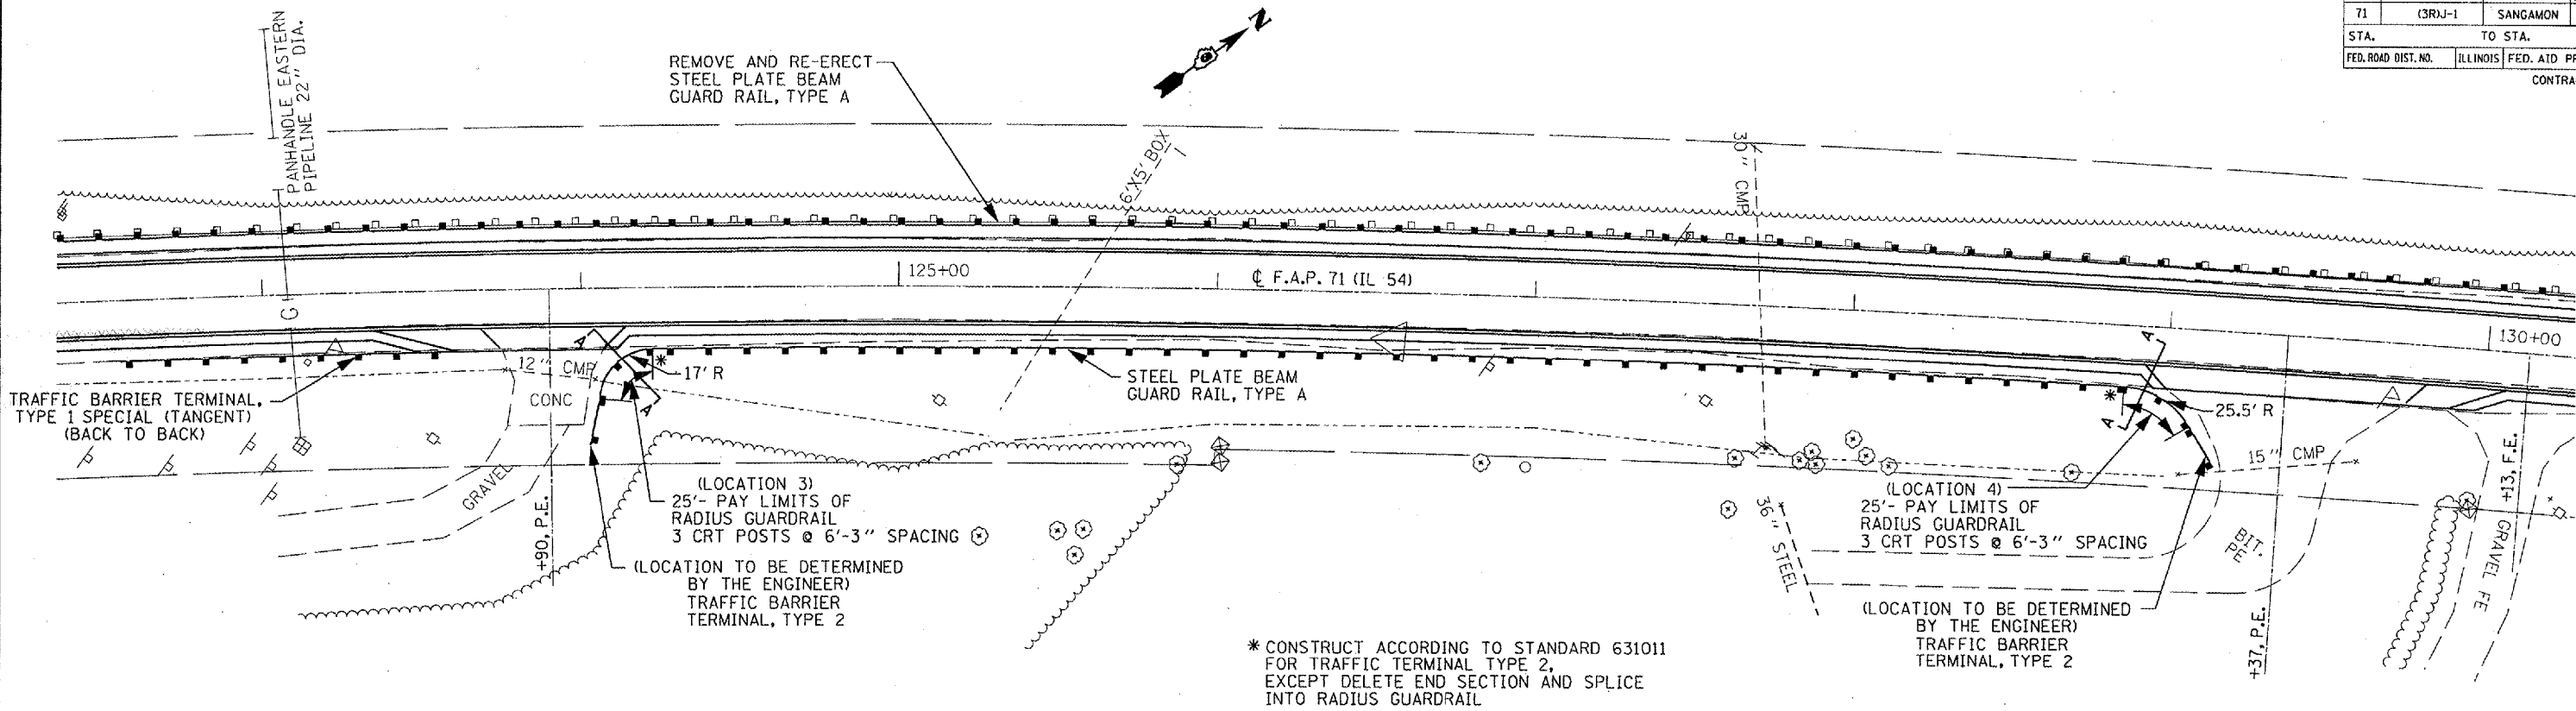 71 (3R)J-1 SANGAMON
STA. TO STA.
FED. ROAD DIST. NO. ILLINOIS FED. AID
PANHANDLE EASTERN
PIPELINE 22" DIA.
REMOVE AND RE-ERECT
STEEL PLATE BEAM
GUARD RAIL, TYPE A
N
6'X5' BOX
30" CMP
125+00
℄ F.A.P. 71 (IL 54)
130+00
G
A
A
A
A
12" CMP
*
17' R
CONC
TRAFFIC BARRIER TERMINAL,
TYPE 1 SPECIAL (TANGENT)
(BACK TO BACK)
STEEL PLATE BEAM
GUARD RAIL, TYPE A
*
25.5' R
15" CMP
GRAVEL
+90, P.E.
(LOCATION 3)
25'- PAY LIMITS OF
RADIUS GUARDRAIL
3 CRT POSTS @ 6'-3" SPACING
(LOCATION TO BE DETERMINED
BY THE ENGINEER)
TRAFFIC BARRIER
TERMINAL, TYPE 2
36" STEEL
(LOCATION 4)
25'- PAY LIMITS OF
RADIUS GUARDRAIL
3 CRT POSTS @ 6'-3" SPACING
(LOCATION TO BE DETERMINED
BY THE ENGINEER)
TRAFFIC BARRIER
TERMINAL, TYPE 2
BIT.
PE
+37, P.E.
+13, F.E.
GRAVEL FE
* CONSTRUCT ACCORDING TO STANDARD 631011
FOR TRAFFIC TERMINAL TYPE 2,
EXCEPT DELETE END SECTION AND SPLICE
INTO RADIUS GUARDRAIL